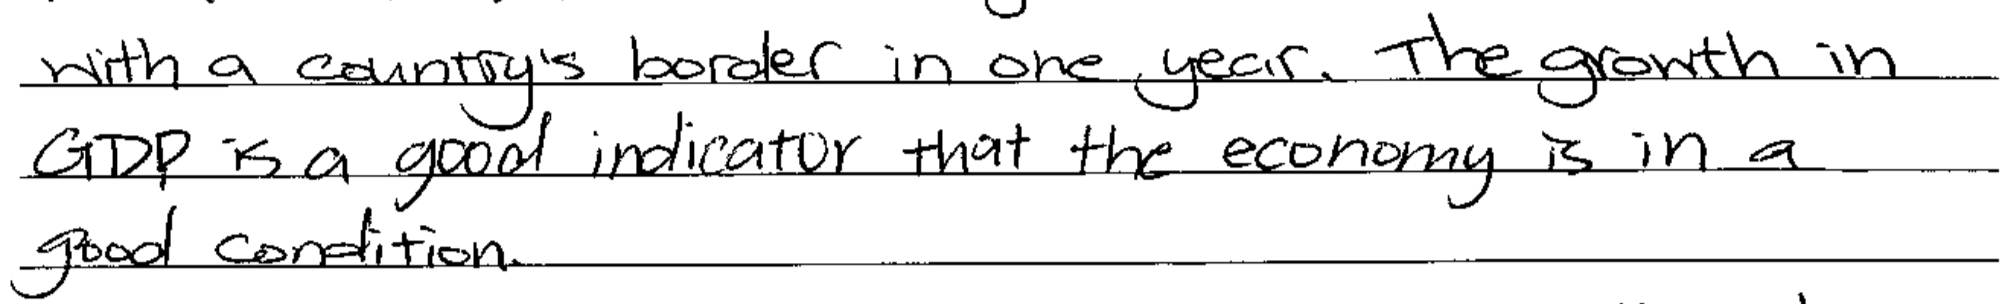 with a country's border in one year. The growth in
GDP is a good indicator that the economy is in a
good condition.